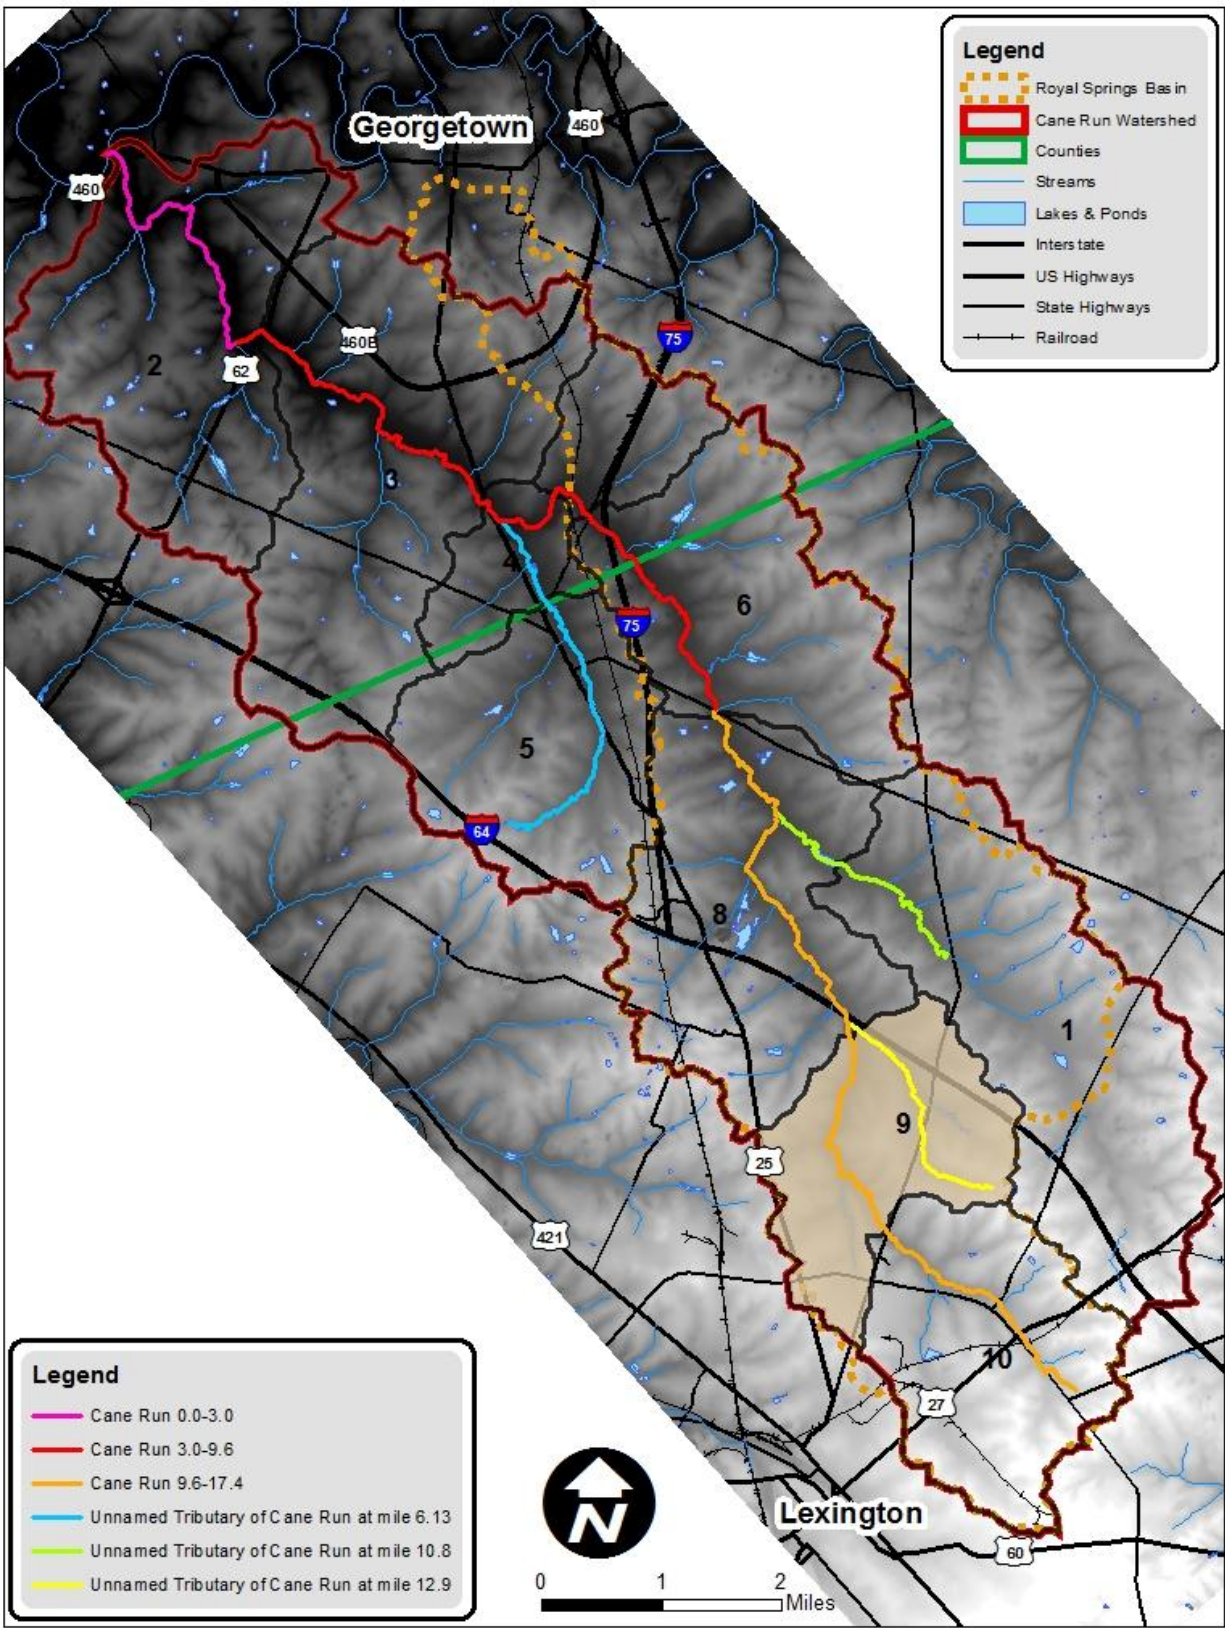 Legend
Royal Springs Basin
Cane Run Watershed
Counties
Streams
Lakes & Ponds
Interstate
US Highways
State Highways
Railroad
Georgetown
460
460
75
460B
2
62
3
4
6
75
5
64
8
1
9
25
421
10
27
Lexington
60
Legend
Cane Run 0.0-3.0
Cane Run 3.0-9.6
Cane Run 9.6-17.4
Unnamed Tributary of Cane Run at mile 6.13
Unnamed Tributary of Cane Run at mile 10.8
Unnamed Tributary of Cane Run at mile 12.9
N
0 1 2
Miles